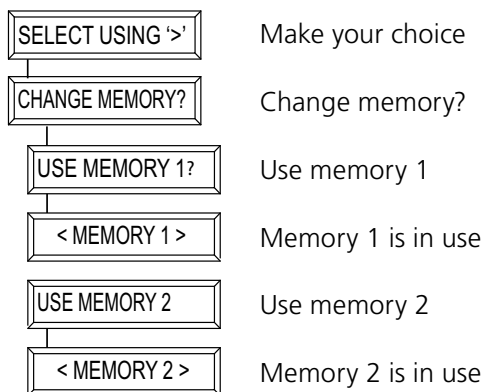 SELECT USING ‘>’ Make your choice
CHANGE MEMORY? Change memory?
USE MEMORY 1? Use memory 1
< MEMORY 1 > Memory 1 is in use
USE MEMORY 2 Use memory 2
< MEMORY 2 > Memory 2 is in use